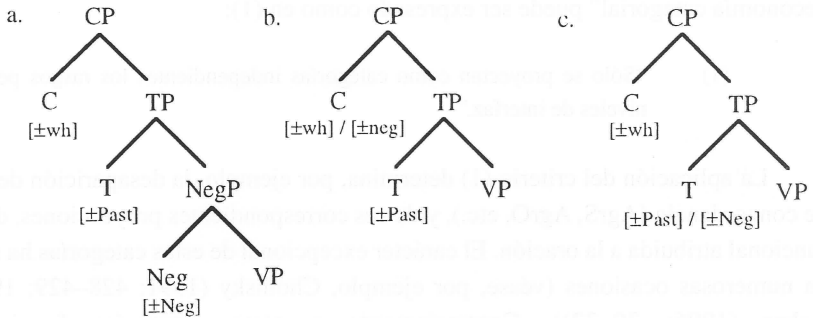 a. CP b. CP c. CP
C TP C TP C TP
[±wh] [±wh] / [±neg] [±wh]
T NegP T VP T VP
[±Past] [±Past] [±Past] / [±Neg]
Neg VP
[±Neg]